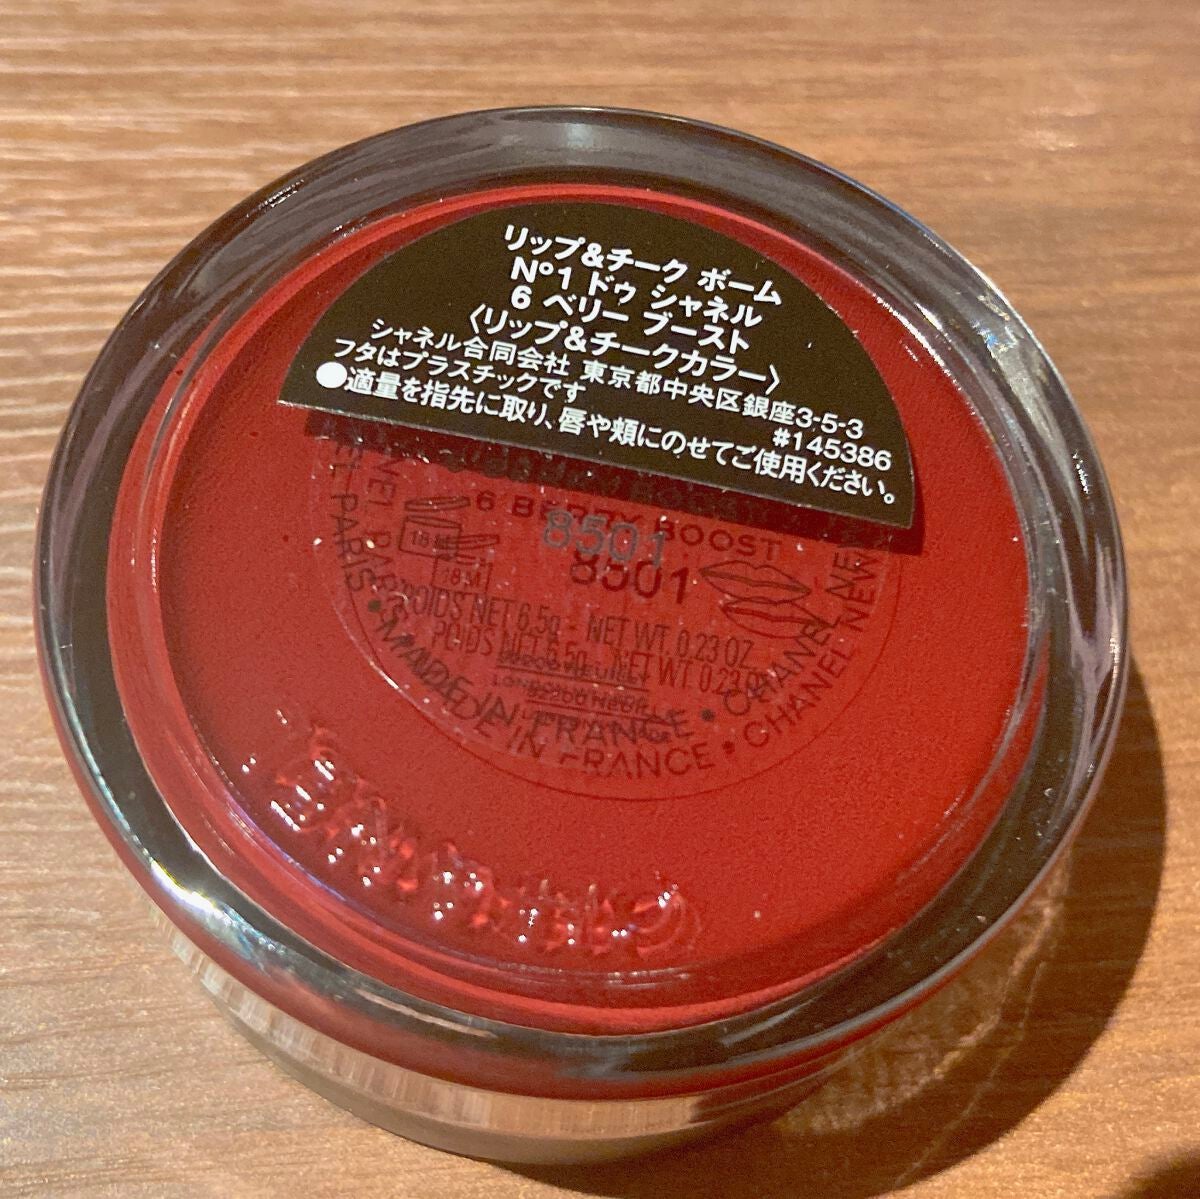 リップ&チーク ボーム
N°1 ドゥ シャネル
6 ベリー ブースト
〈リップ&チークカラー〉
シャネル合同会社 東京都中央区銀座3-5-3
フタはプラスチックです #145386
●適量を指先に取り、唇や頬にのせてご使用ください。
6 BERRY BOOST
8501
18M
POIDS NET 6.5g - NET WT. 0.23 OZ
MADE IN FRANCE • CHANEL
PARIS